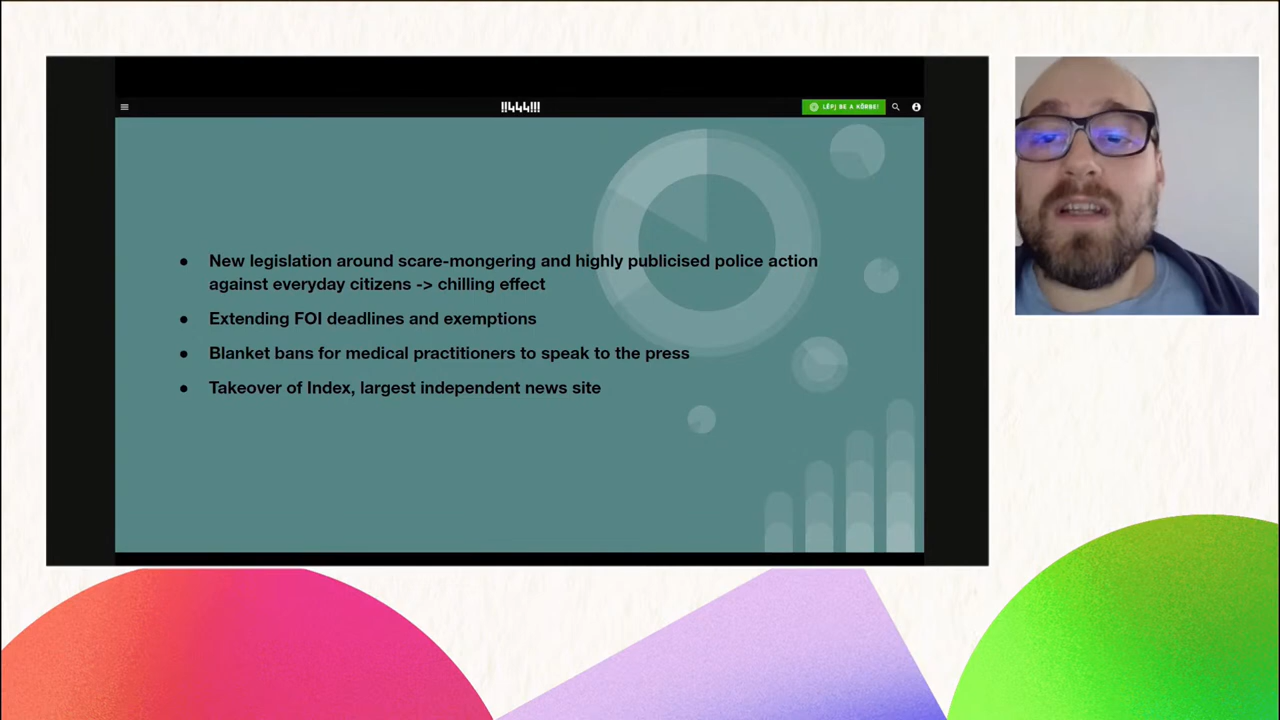 !!444!!!
LÉPJ BE A KÖRBE!
● New legislation around scare-mongering and highly publicised police action
against everyday citizens -> chilling effect
● Extending FOI deadlines and exemptions
● Blanket bans for medical practitioners to speak to the press
● Takeover of Index, largest independent news site